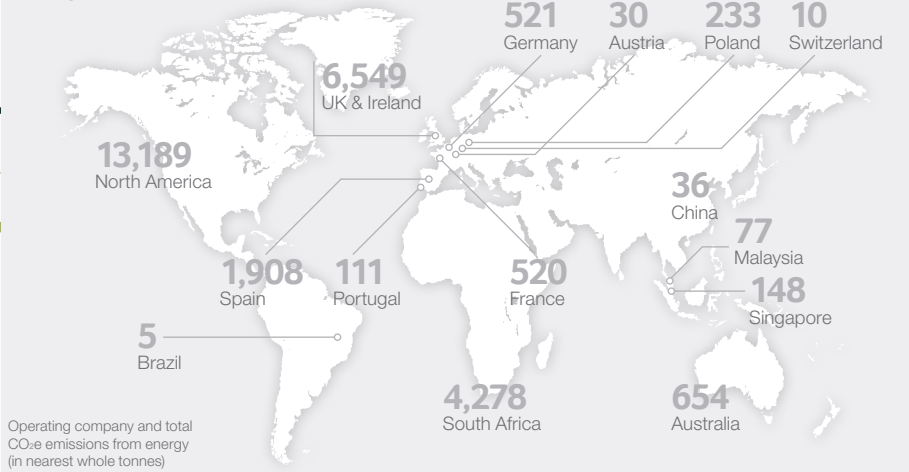 521
Germany
30
Austria
233
Poland
10
Switzerland
6,549
UK & Ireland
13,189
North America
36
China
77
Malaysia
1,908
Spain
111
Portugal
520
France
148
Singapore
5
Brazil
4,278
South Africa
654
Australia
Operating company and total
CO₂e emissions from energy
(in nearest whole tonnes)